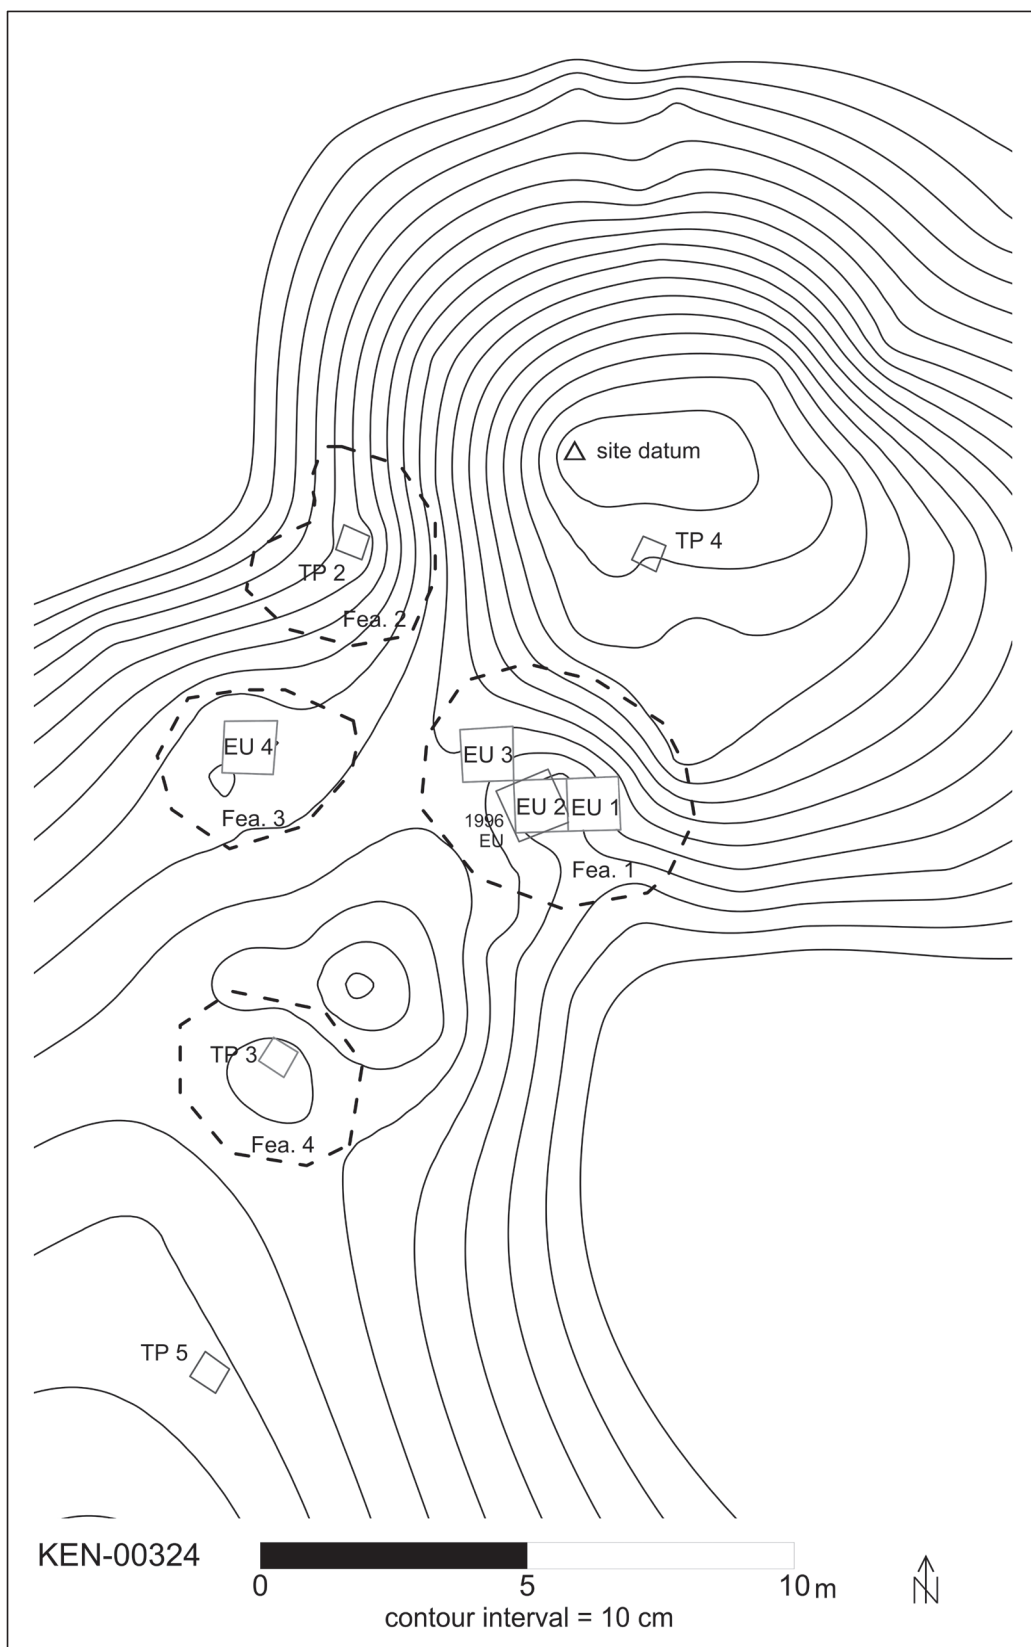 site datum
TP 4
TP 2
Fea. 2
EU 4
EU 3
EU 2
EU 1
Fea. 3
1996
EU
Fea. 1
TP 3
Fea. 4
TP 5
KEN-00324
0
5
10 m
contour interval = 10 cm
N